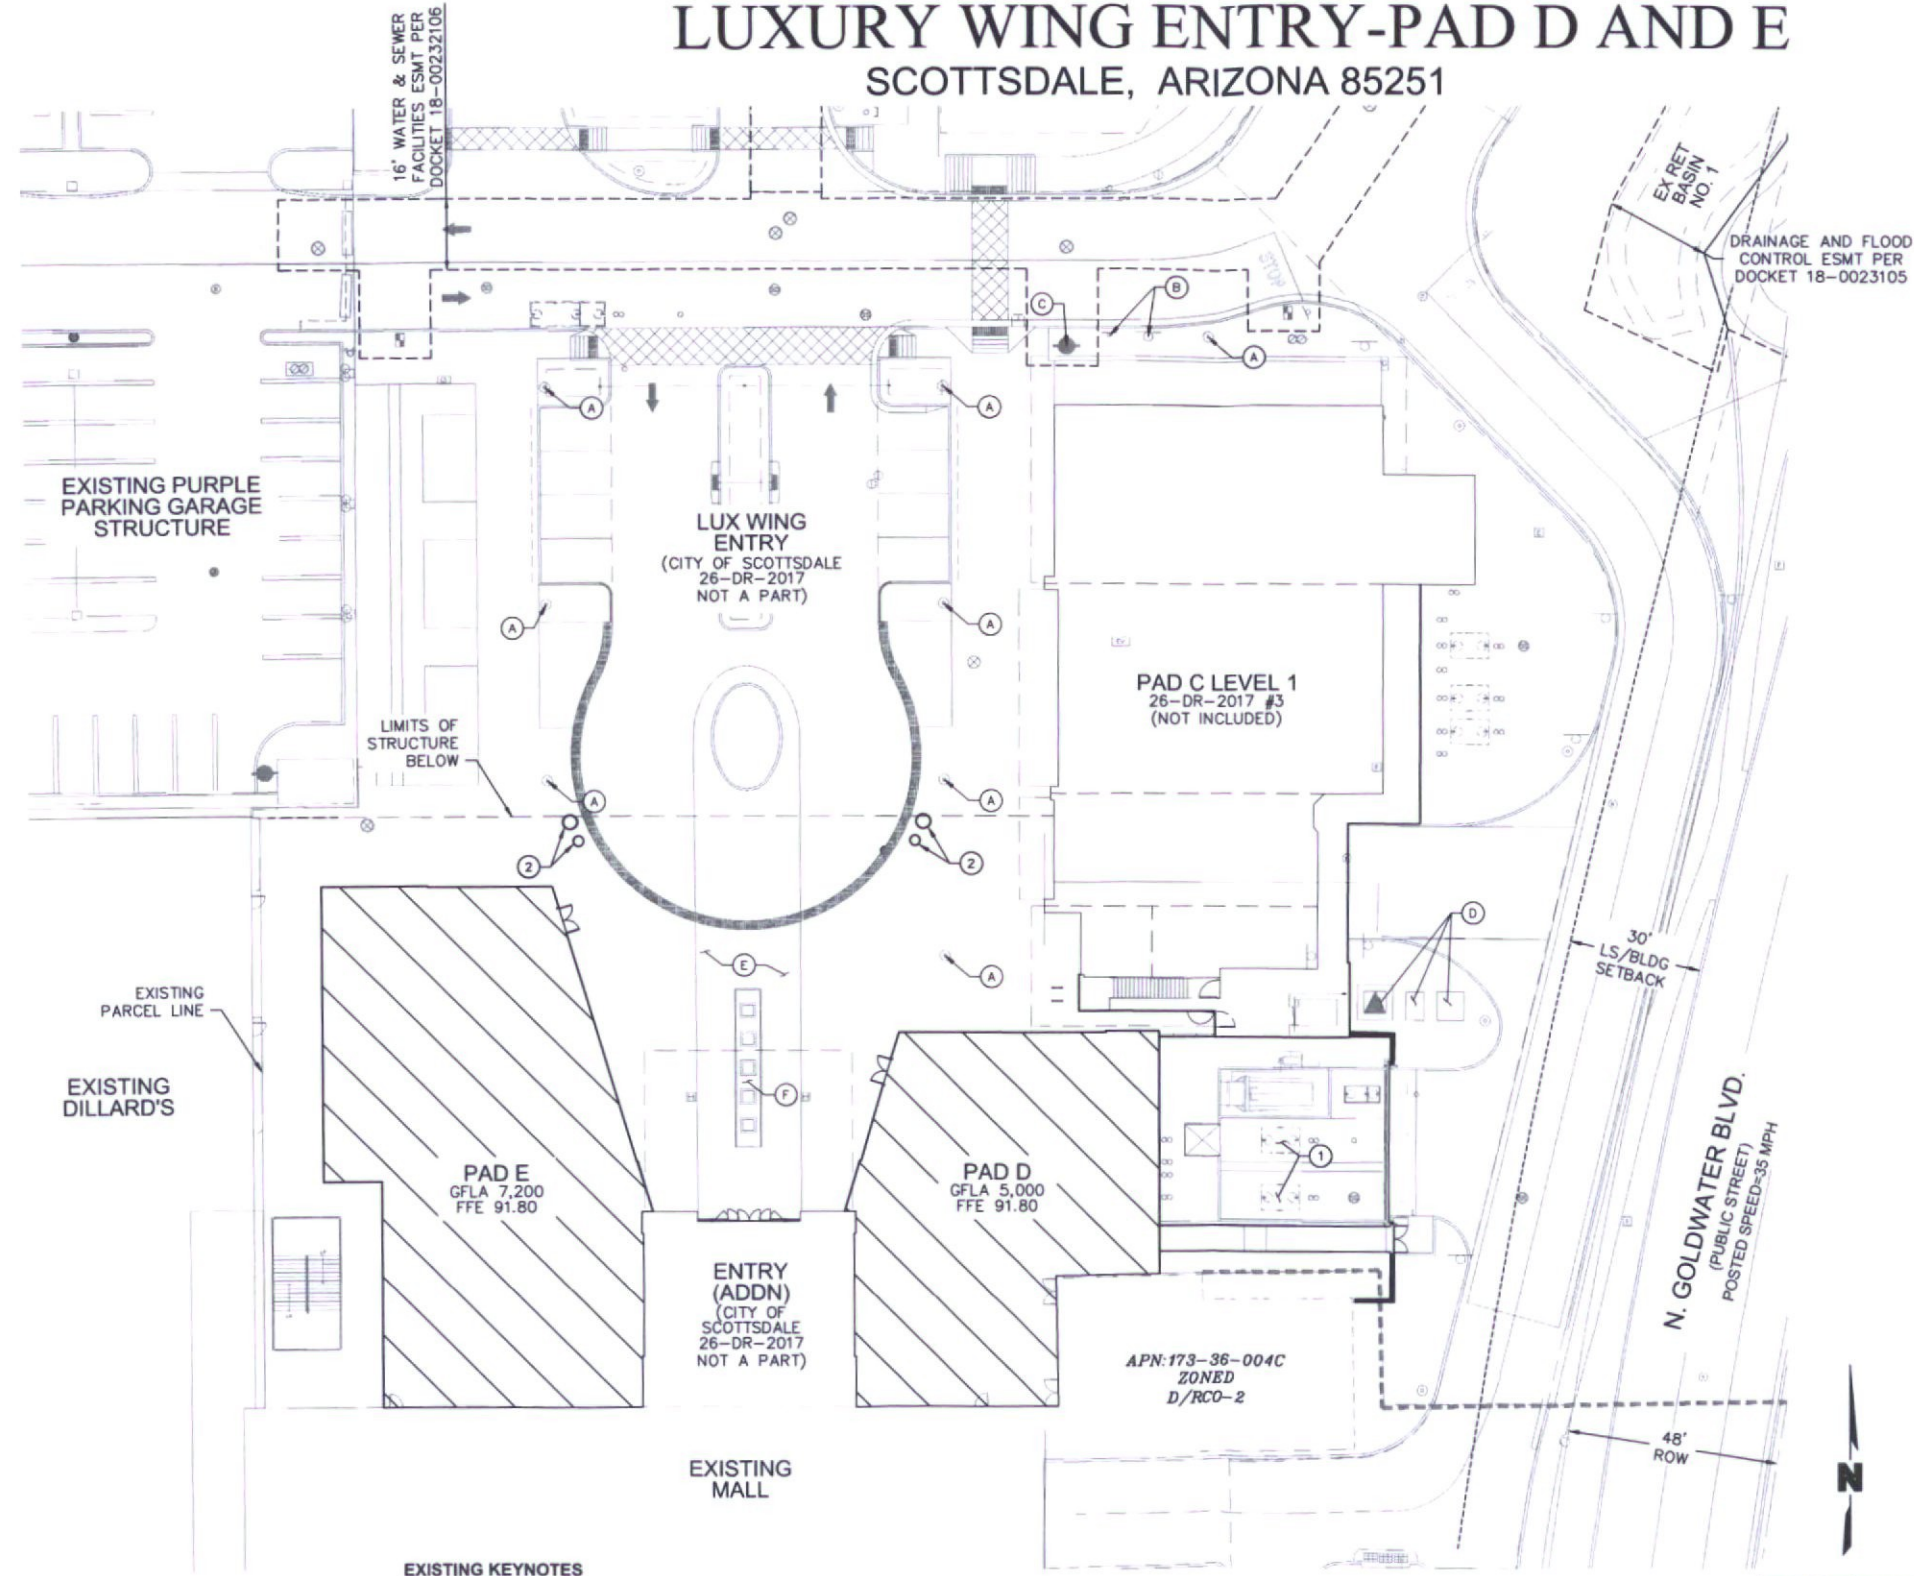 LUXURY WING ENTRY-PAD D AND E
SCOTTSDALE, ARIZONA 85251
16' WATER & SEWER
FACILITIES ESMT PER
DOCKET 18-00232106
EX RET
BASIN
NO. 1
DRAINAGE AND FLOOD
CONTROL ESMT PER
DOCKET 18-0023105
STOP
C
B
A
A
A
EXISTING PURPLE
PARKING GARAGE
STRUCTURE
LUX WING
ENTRY
(CITY OF SCOTTSDALE
26-DR-2017
NOT A PART)
A
A
PAD C LEVEL 1
26-DR-2017 #3
(NOT INCLUDED)
LIMITS OF
STRUCTURE
BELOW
A
A
2
2
D
30'
LS/BLDG
SETBACK
E
A
EXISTING
PARCEL LINE
EXISTING
DILLARD'S
F
PAD E
GFLA 7,200
FFE 91.80
PAD D
GFLA 5,000
FFE 91.80
1
N. GOLDWATER BLVD.
(PUBLIC STREET)
POSTED SPEED=35 MPH
ENTRY
(ADDN)
(CITY OF
SCOTTSDALE
26-DR-2017
NOT A PART)
APN:173-36-004C
ZONED
D/RCO-2
48'
ROW
EXISTING
MALL
N
EXISTING KEYNOTES